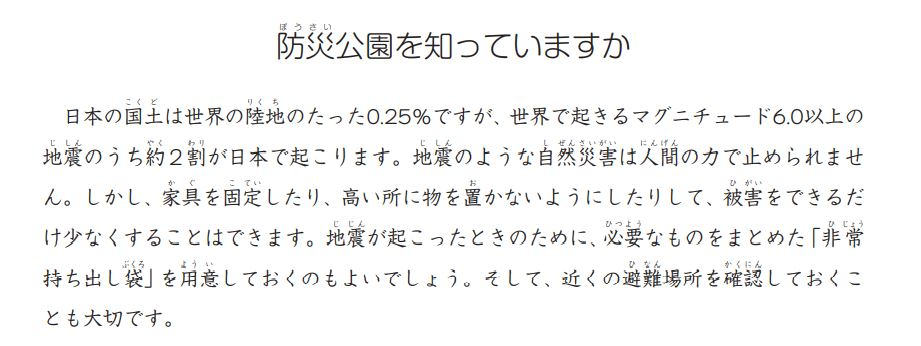 防災公園を知っていますか
日本の国土は世界の陸地のたった0.25%ですが、世界で起きるマグニチュード6.0以上の
地震のうち約2割が日本で起こります。地震のような自然災害は人間の力で止められませ
ん。しかし、家具を固定したり、高い所に物を置かないようにしたりして、被害をできるだ
け少なくすることはできます。地震が起こったときのために、必要なものをまとめた「非常
持ち出し袋」を用意しておくのもよいでしょう。そして、近くの避難場所を確認しておくこ
とも大切です。